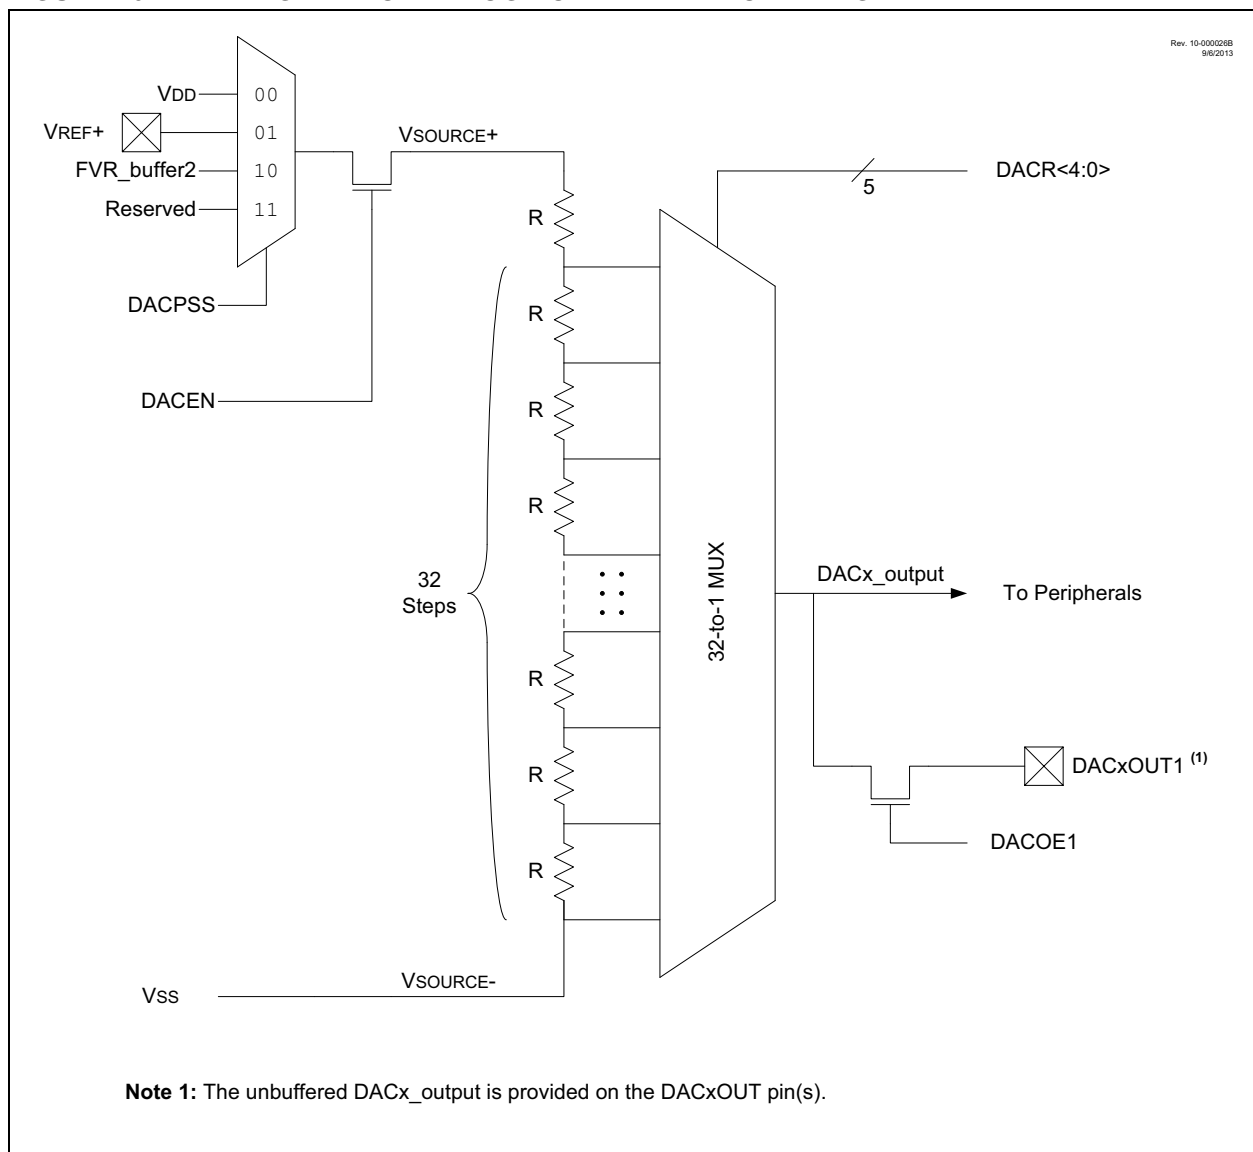 Rev. 10-000026B
9/6/2013
VDD
00
VREF+
01
VSOURCE+
FVR_buffer2
10
DACR<4:0>
5
Reserved
11
R
DACPSS
R
DACEN
R
R
32
Steps
32-to-1 MUX
DACx_output
To Peripherals
R
R
DACxOUT1 (1)
DACOE1
R
VSOURCE-
VSS
Note 1: The unbuffered DACx_output is provided on the DACxOUT pin(s).